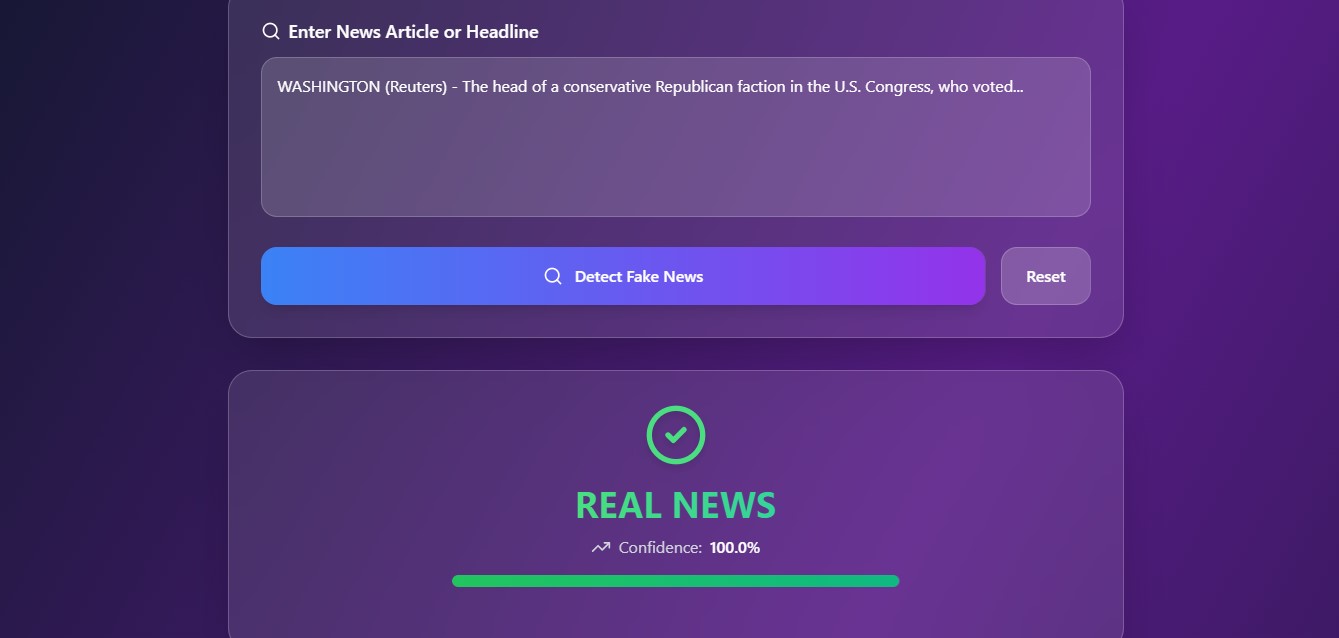 Enter News Article or Headline
WASHINGTON (Reuters) - The head of a conservative Republican faction in the U.S. Congress, who voted...
Detect Fake News
Reset
REAL NEWS
Confidence: 100.0%